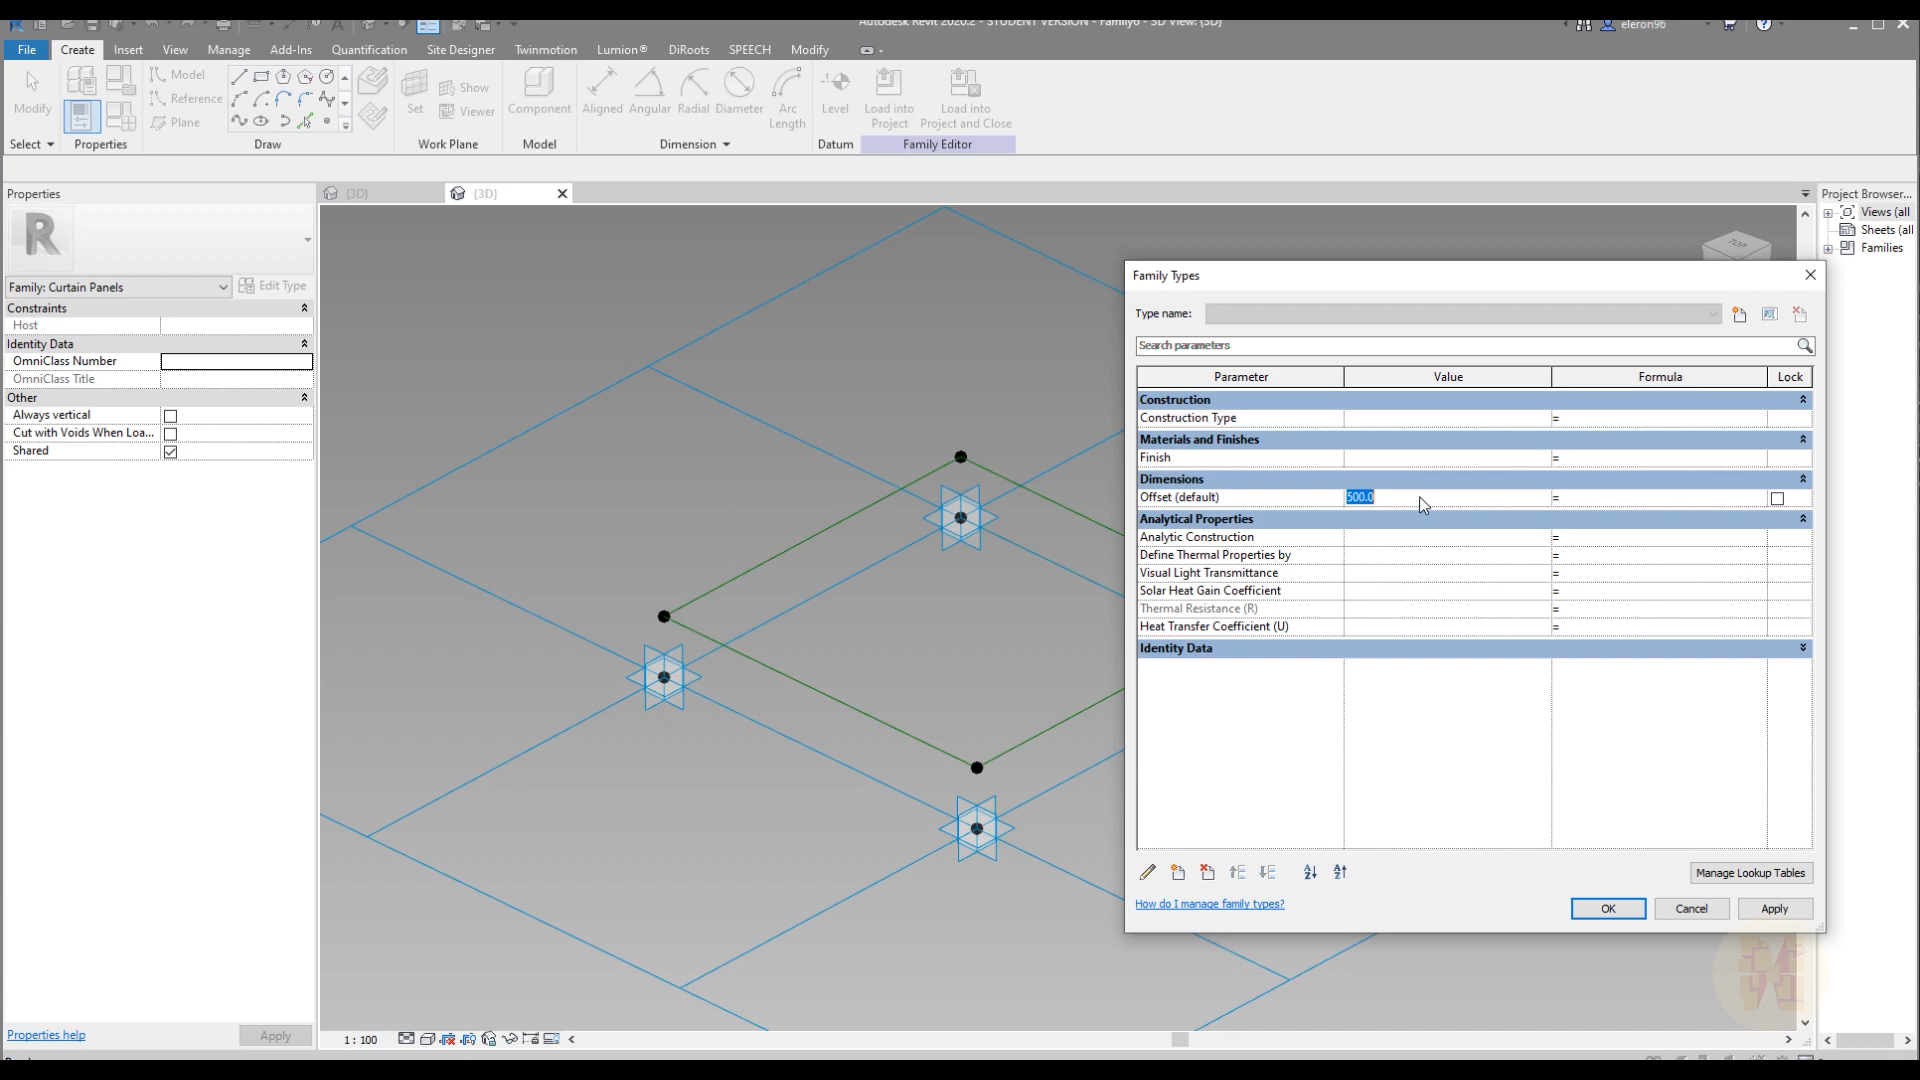 Autodesk Revit 2020.2 - STUDENT VERSION - Family6 - 3D View: {3D}
eleron96
File Create Insert View Manage Add-Ins Quantification Site Designer Twinmotion Lumion® DiRoots SPEECH Modify
Modify
Model
Reference
Plane
Set
Show
Viewer
Component
Aligned Angular Radial Diameter Arc Length
Level
Load into Project
Load into Project and Close
Select Properties Draw Work Plane Model Dimension Datum Family Editor
Properties
{3D}
{3D}
Project Browser...
Views (all
Sheets (all
Families
R
Family: Curtain Panels
Edit Type
Constraints
Host
Identity Data
OmniClass Number
OmniClass Title
Other
Always vertical
Cut with Voids When Loa...
Shared
Properties help
Apply
TOP
Family Types
Type name:
Search parameters
Parameter Value Formula Lock
Construction
Construction Type =
Materials and Finishes
Finish =
Dimensions
Offset (default) 500.0 =
Analytical Properties
Analytic Construction =
Define Thermal Properties by =
Visual Light Transmittance =
Solar Heat Gain Coefficient =
Thermal Resistance (R) =
Heat Transfer Coefficient (U) =
Identity Data
Manage Lookup Tables
How do I manage family types?
OK Cancel Apply
1 : 100